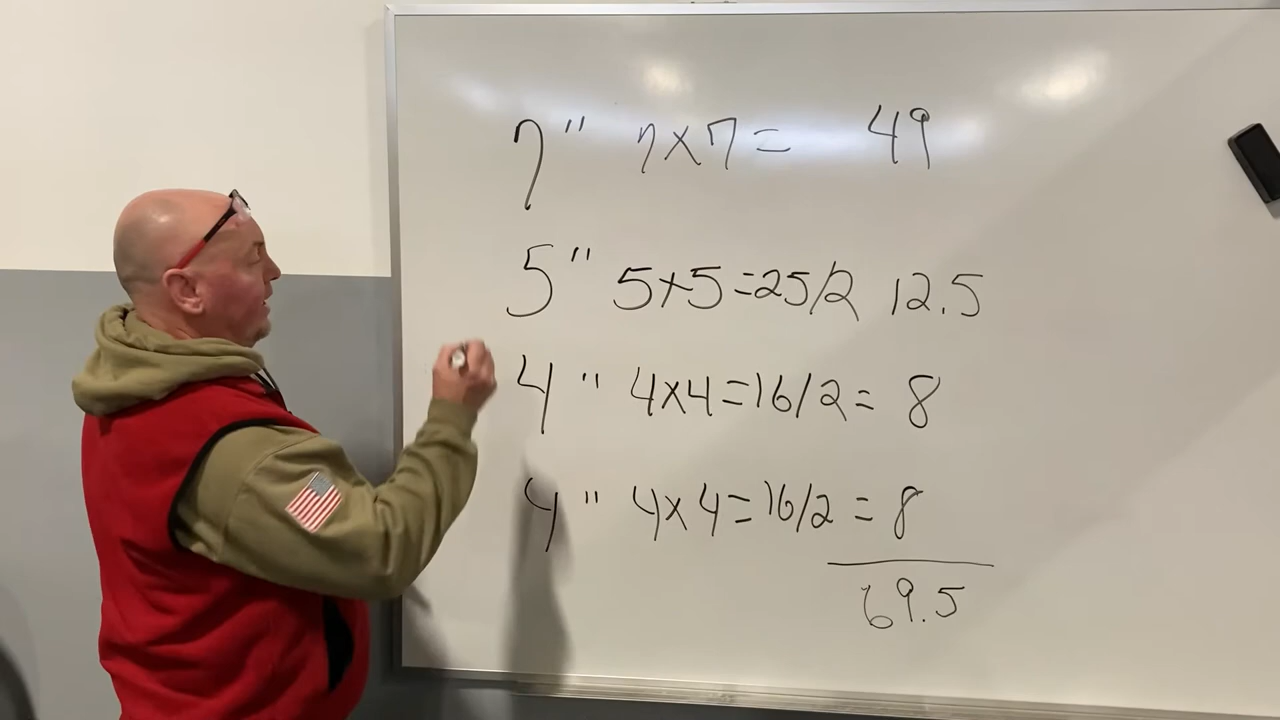 7" 7x7= 49
5" 5x5=25/2 12.5
4" 4x4=16/2= 8
4" 4x4=16/2= 8
69.5